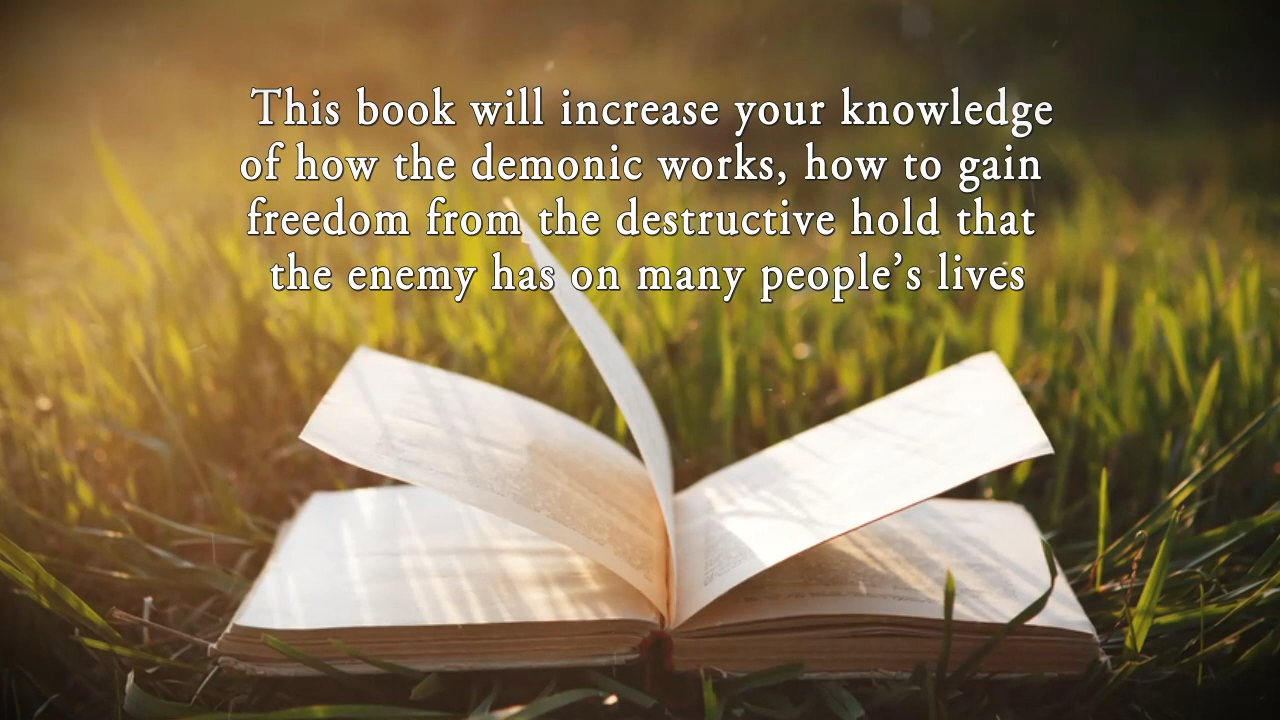 This book will increase your knowledge
of how the demonic works, how to gain
freedom from the destructive hold that
the enemy has on many people’s lives